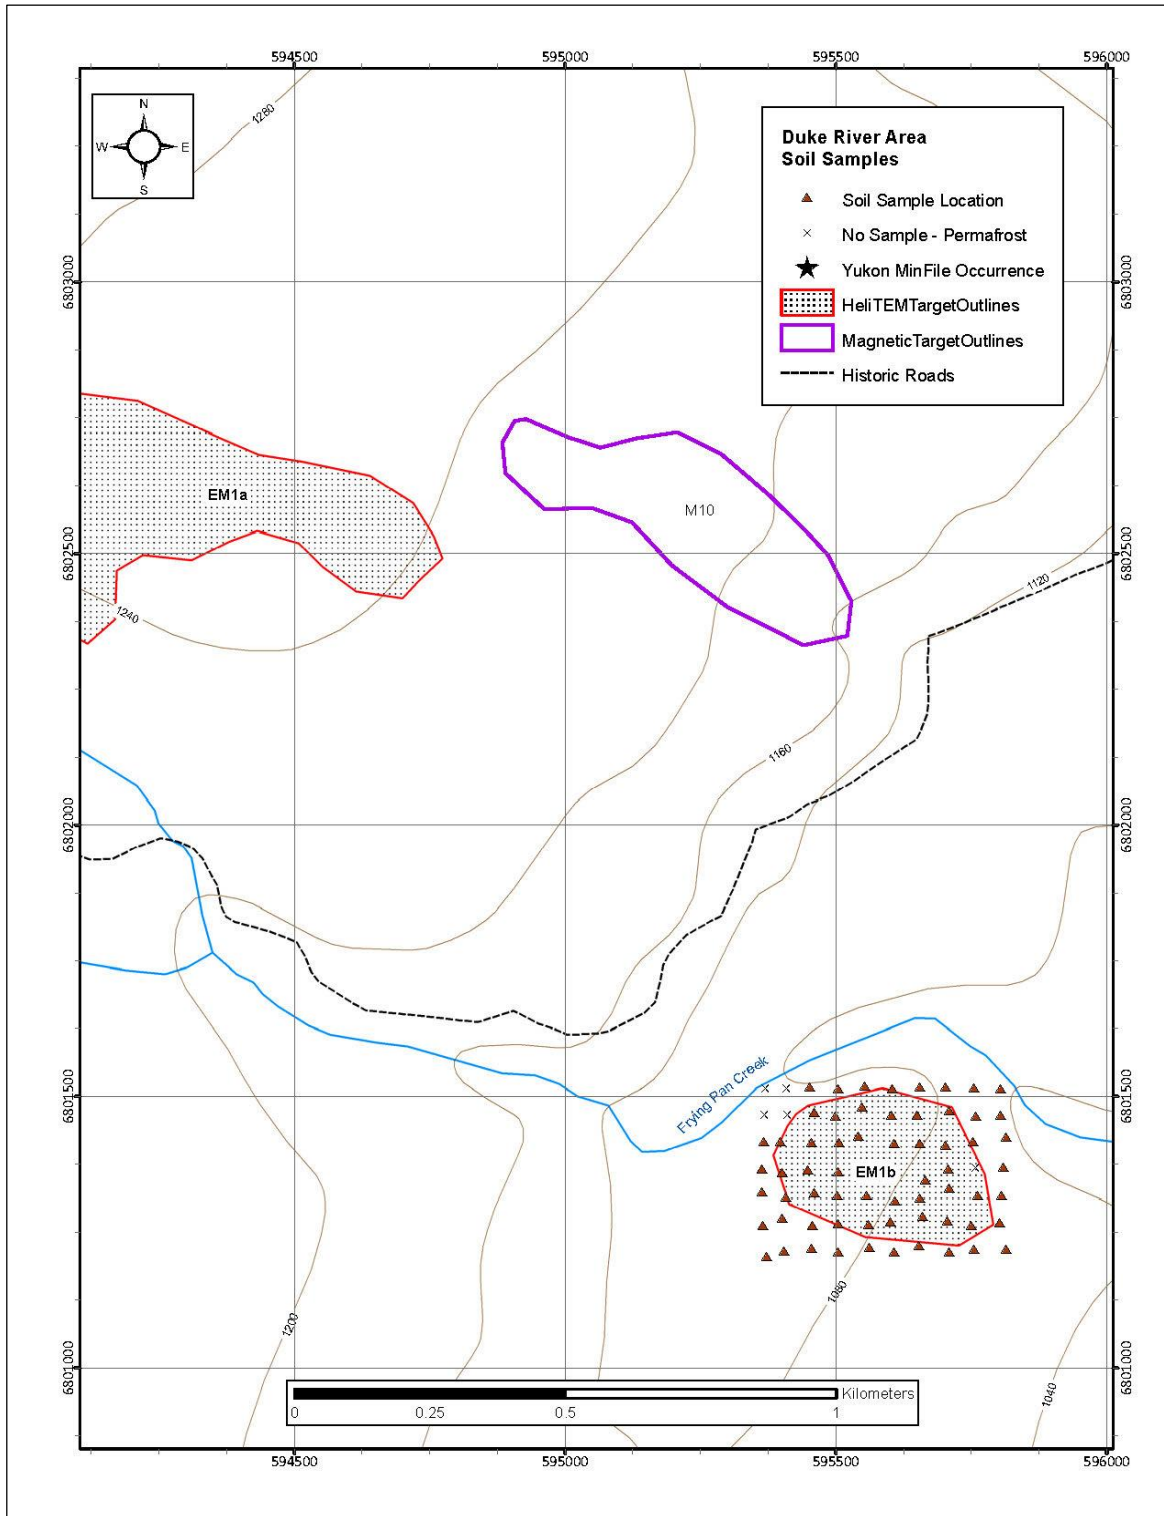 594500 595000 595500 596000
N
W E
S
1280
Duke River Area
Soil Samples
Soil Sample Location
No Sample - Permafrost
Yukon MinFile Occurrence
HeliTEMTargetOutlines
MagneticTargetOutlines
Historic Roads
6803000 6803000
EM1a
M10
6802500 6802500
1120
1240
1160
6802000 6802000
Frying Pan Creek
6801500 6801500
EM1b
1080
1200
6801000 6801000
1040
Kilometers
0 0.25 0.5 1
594500 595000 595500 596000